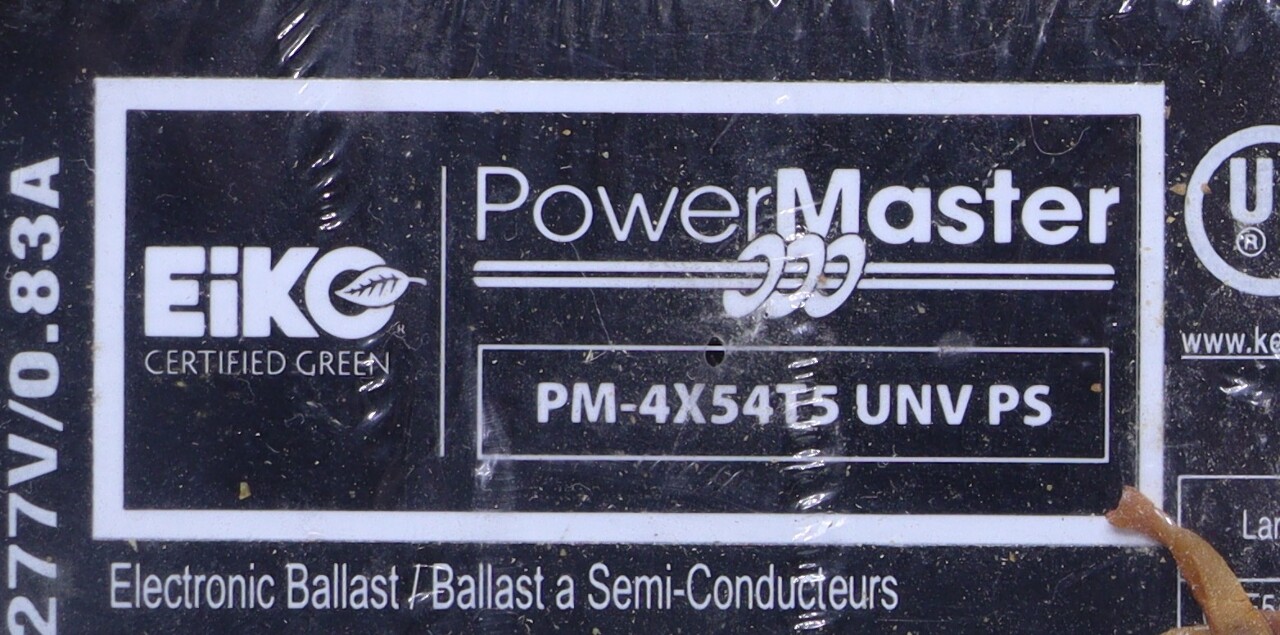 277V/0.83A
EiKO
®
CERTIFIED GREEN
PowerMaster
PM-4X54T5 UNV PS
Electronic Ballast / Ballast a Semi-Conducteurs
®